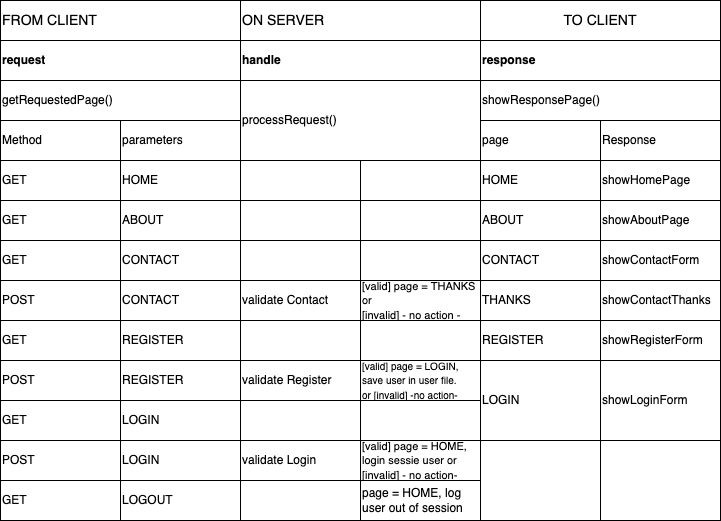 FROM CLIENT ON SERVER TO CLIENT
request handle response
getRequestedPage() processRequest() showResponsePage()
Method parameters page Response
GET HOME HOME showHomePage
GET ABOUT ABOUT showAboutPage
GET CONTACT CONTACT showContactForm
POST CONTACT validate Contact
[valid] page = THANKS
or
[invalid] - no action -
THANKS showContactThanks
GET REGISTER REGISTER showRegisterForm
POST REGISTER validate Register
[valid] page = LOGIN,
save user in user file.
or [invalid] -no action-
LOGIN showLoginForm
GET LOGIN
POST LOGIN validate Login
[valid] page = HOME,
login sessie user or
[invalid] - no action-
GET LOGOUT
page = HOME, log
user out of session